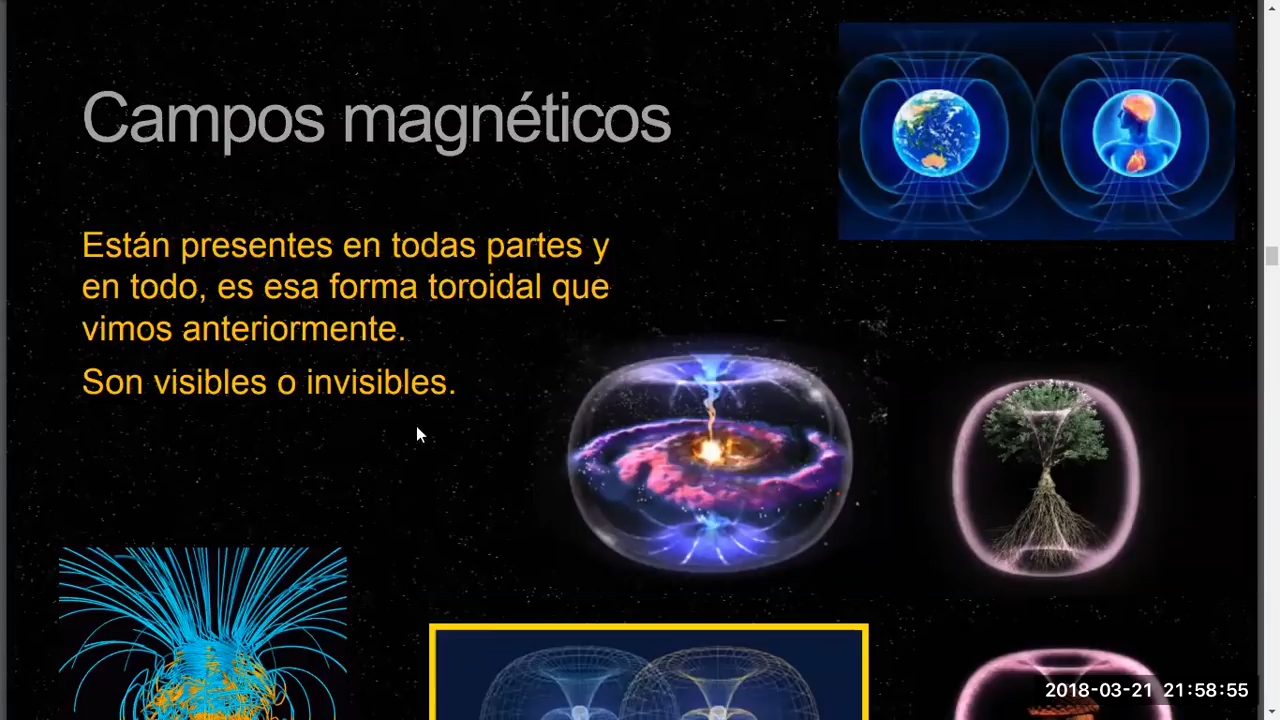 Campos magnéticos
Están presentes en todas partes y
en todo, es esa forma toroidal que
vimos anteriormente.
Son visibles o invisibles.
2018-03-21 21:58:55